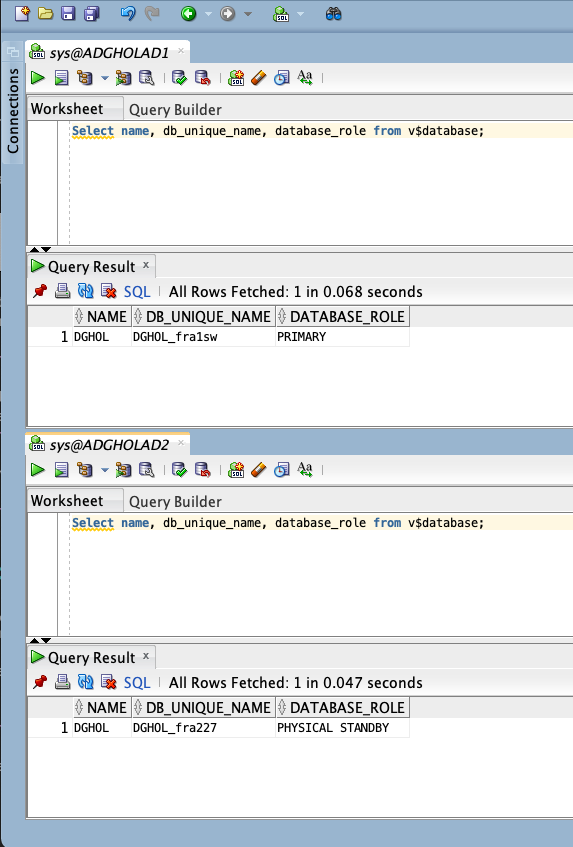 sys@ADGHOLAD1
Connections
Worksheet Query Builder
Select name, db_unique_name, database_role from v$database;
Query Result x
SQL All Rows Fetched: 1 in 0.068 seconds
NAME DB_UNIQUE_NAME DATABASE_ROLE
1 DGHOL DGHOL_fra1sw PRIMARY
sys@ADGHOLAD2
Worksheet Query Builder
Select name, db_unique_name, database_role from v$database;
Query Result x
SQL All Rows Fetched: 1 in 0.047 seconds
NAME DB_UNIQUE_NAME DATABASE_ROLE
1 DGHOL DGHOL_fra227 PHYSICAL STANDBY